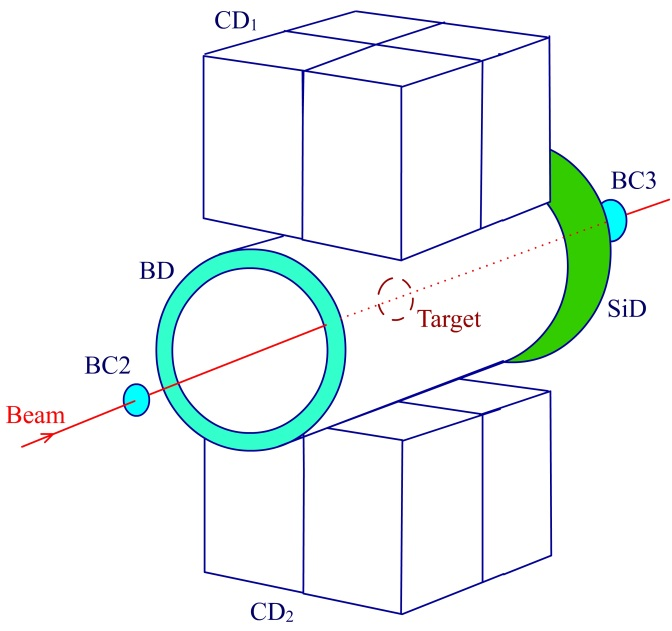 CD₁
BC3
BD
SiD
Target
BC2
Beam
CD₂